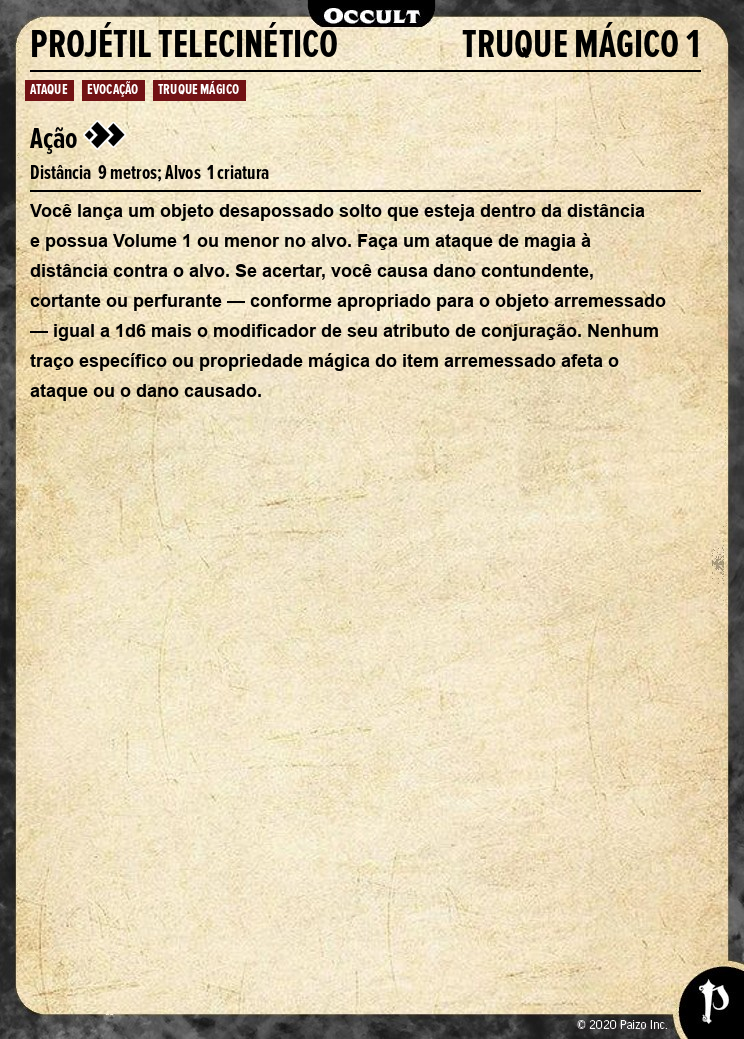 OCCULT
PROJÉTIL TELECINÉTICO TRUQUE MÁGICO 1
ATAQUE EVOCAÇÃO TRUQUE MÁGICO
Ação
Distância 9 metros; Alvos 1 criatura
Você lança um objeto desapossado solto que esteja dentro da distância
e possua Volume 1 ou menor no alvo. Faça um ataque de magia à
distância contra o alvo. Se acertar, você causa dano contundente,
cortante ou perfurante — conforme apropriado para o objeto arremessado
— igual a 1d6 mais o modificador de seu atributo de conjuração. Nenhum
traço específico ou propriedade mágica do item arremessado afeta o
ataque ou o dano causado.
© 2020 Paizo Inc.
P